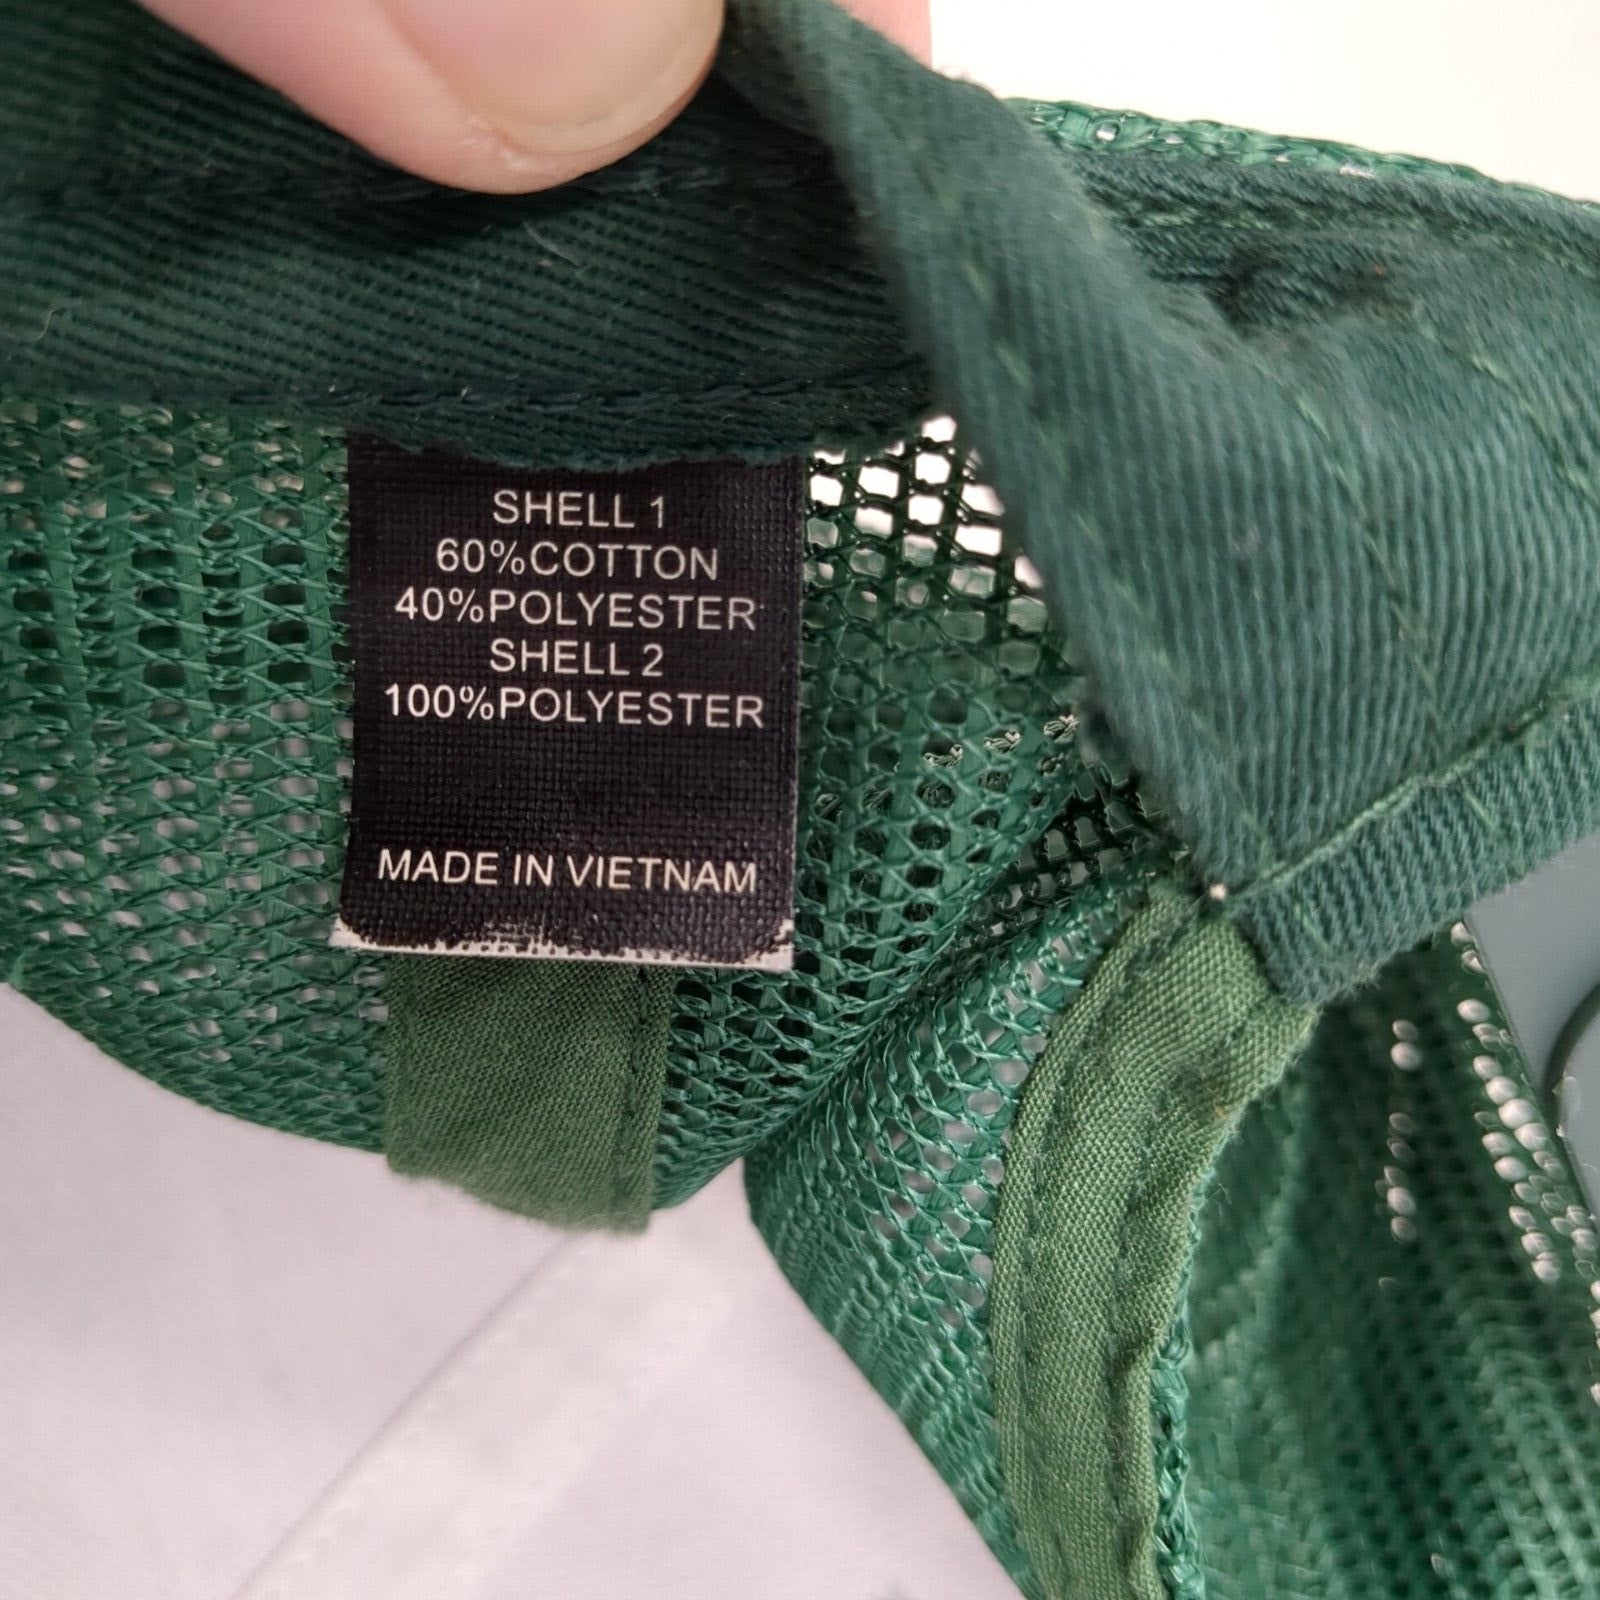 SHELL 1
60%COTTON
40%POLYESTER
SHELL 2
100%POLYESTER
MADE IN VIETNAM